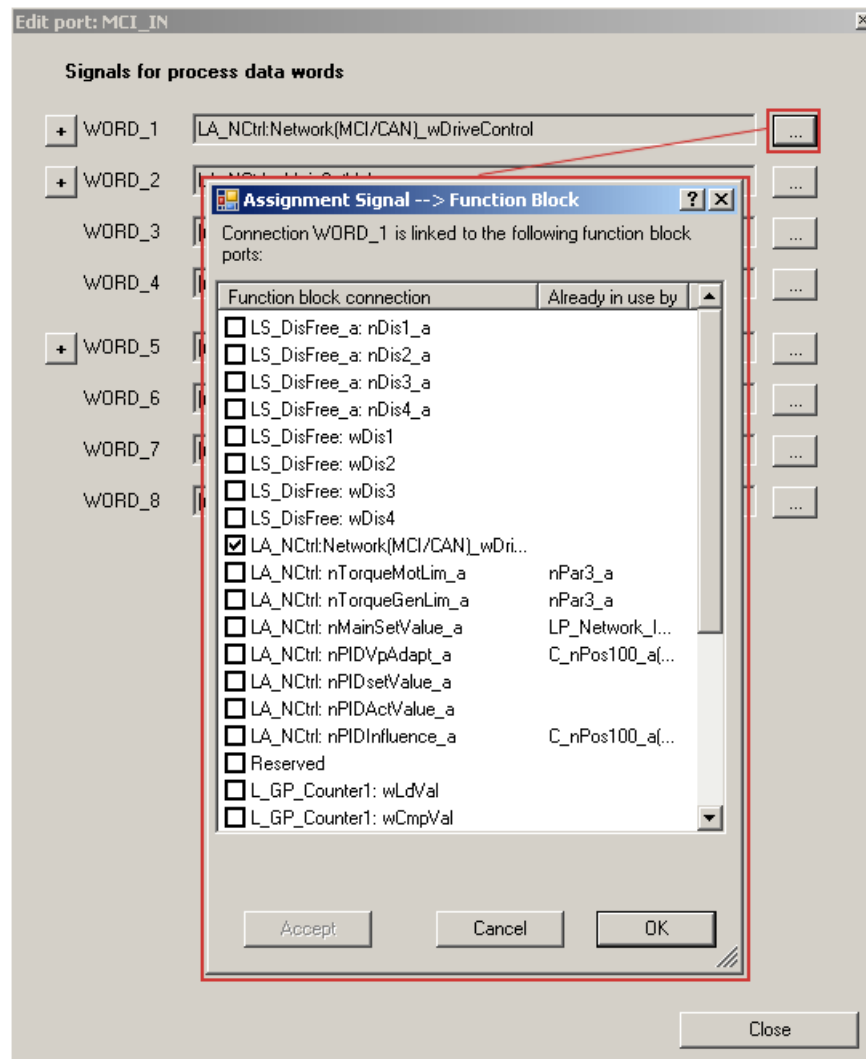 Edit port: MCI_IN
Signals for process data words
+ WORD_1 LA_NCtrl:Network(MCI/CAN)_wDriveControl ...
+ WORD_2 ...
Assignment Signal --> Function Block ? X
WORD_3 ...
Connection WORD_1 is linked to the following function block
ports:
WORD_4 ...
Function block connection Already in use by
LS_DisFree_a: nDis1_a
+ WORD_5 ...
LS_DisFree_a: nDis2_a
LS_DisFree_a: nDis3_a
WORD_6 ...
LS_DisFree_a: nDis4_a
LS_DisFree: wDis1
WORD_7 ...
LS_DisFree: wDis2
LS_DisFree: wDis3
WORD_8 ...
LS_DisFree: wDis4
LA_NCtrl:Network(MCI/CAN)_wDri...
LA_NCtrl: nTorqueMotLim_a nPar3_a
LA_NCtrl: nTorqueGenLim_a nPar3_a
LA_NCtrl: nMainSetValue_a LP_Network_I...
LA_NCtrl: nPIDVpAdapt_a C_nPos100_a(...
LA_NCtrl: nPIDsetValue_a
LA_NCtrl: nPIDActValue_a
LA_NCtrl: nPIDInfluence_a C_nPos100_a(...
Reserved
L_GP_Counter1: wLdVal
L_GP_Counter1: wCmpVal
Accept Cancel OK
Close